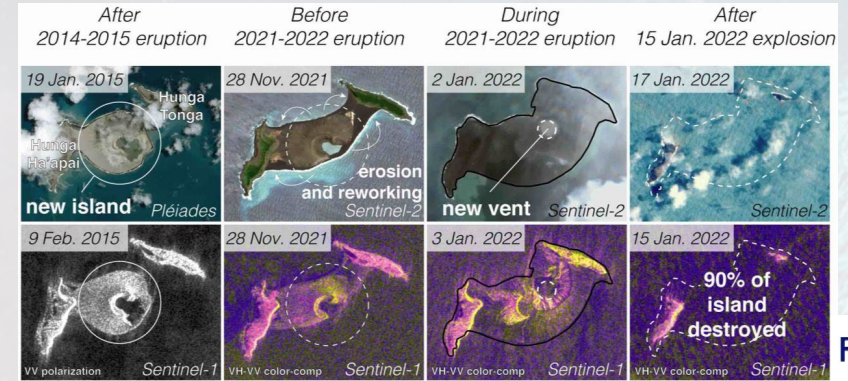 After
2014-2015 eruption
Before
2021-2022 eruption
During
2021-2022 eruption
After
15 Jan. 2022 explosion
19 Jan. 2015
Hunga
Tonga
Hunga
Ha'apai
new island
Pléiades
28 Nov. 2021
erosion
and reworking
Sentinel-2
2 Jan. 2022
new vent
Sentinel-2
17 Jan. 2022
Sentinel-2
9 Feb. 2015
VV polarization
Sentinel-1
28 Nov. 2021
VH-VV color-comp
Sentinel-1
3 Jan. 2022
VH-VV color-comp
Sentinel-1
15 Jan. 2022
90% of
island
destroyed
VH-VV color-comp
Sentinel-1
F